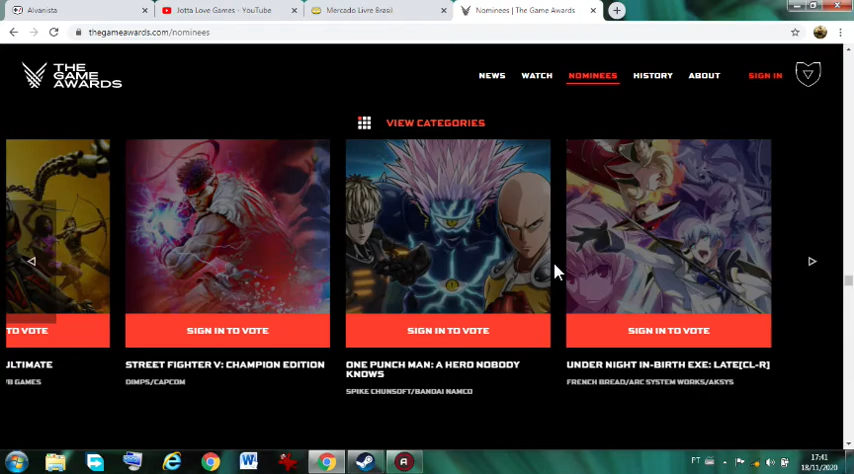 Alvanista
Jotta Love Games - YouTube
Mercado Livre Brasil
Nominees | The Game Awards
thegameawards.com/nominees
THE
GAME
AWARDS
NEWS
WATCH
NOMINEES
HISTORY
ABOUT
SIGN IN
VIEW CATEGORIES
TO VOTE
SIGN IN TO VOTE
SIGN IN TO VOTE
SIGN IN TO VOTE
ULTIMATE
STREET FIGHTER V: CHAMPION EDITION
ONE PUNCH MAN: A HERO NOBODY
KNOWS
UNDER NIGHT IN-BIRTH EXE: LATE[CL-R]
GAMES
DIMPS/CAPCOM
SPIKE CHUNSOFT/BANDAI NAMCO
FRENCH BREAD/ARC SYSTEM WORKS/AKSYS
PT
17:41
18/11/2020